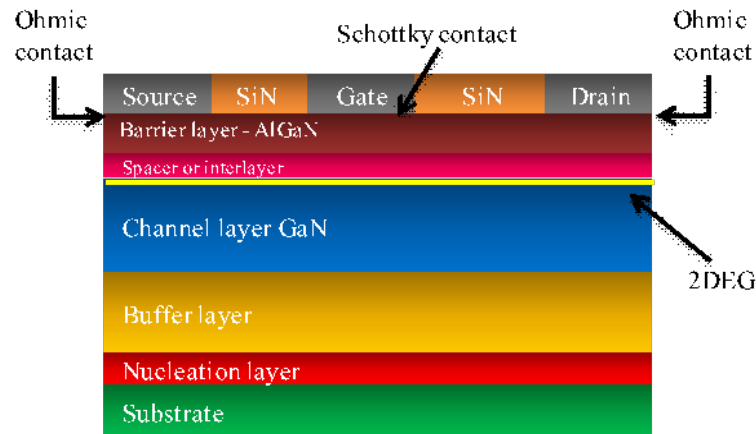 Ohmic
contact
Schottky contact
Ohmic
contact
Source
SiN
Gate
SiN
Drain
Barrier layer - AlGaN
Spacer or interlayer
Channel layer GaN
2DEG
Buffer layer
Nucleation layer
Substrate